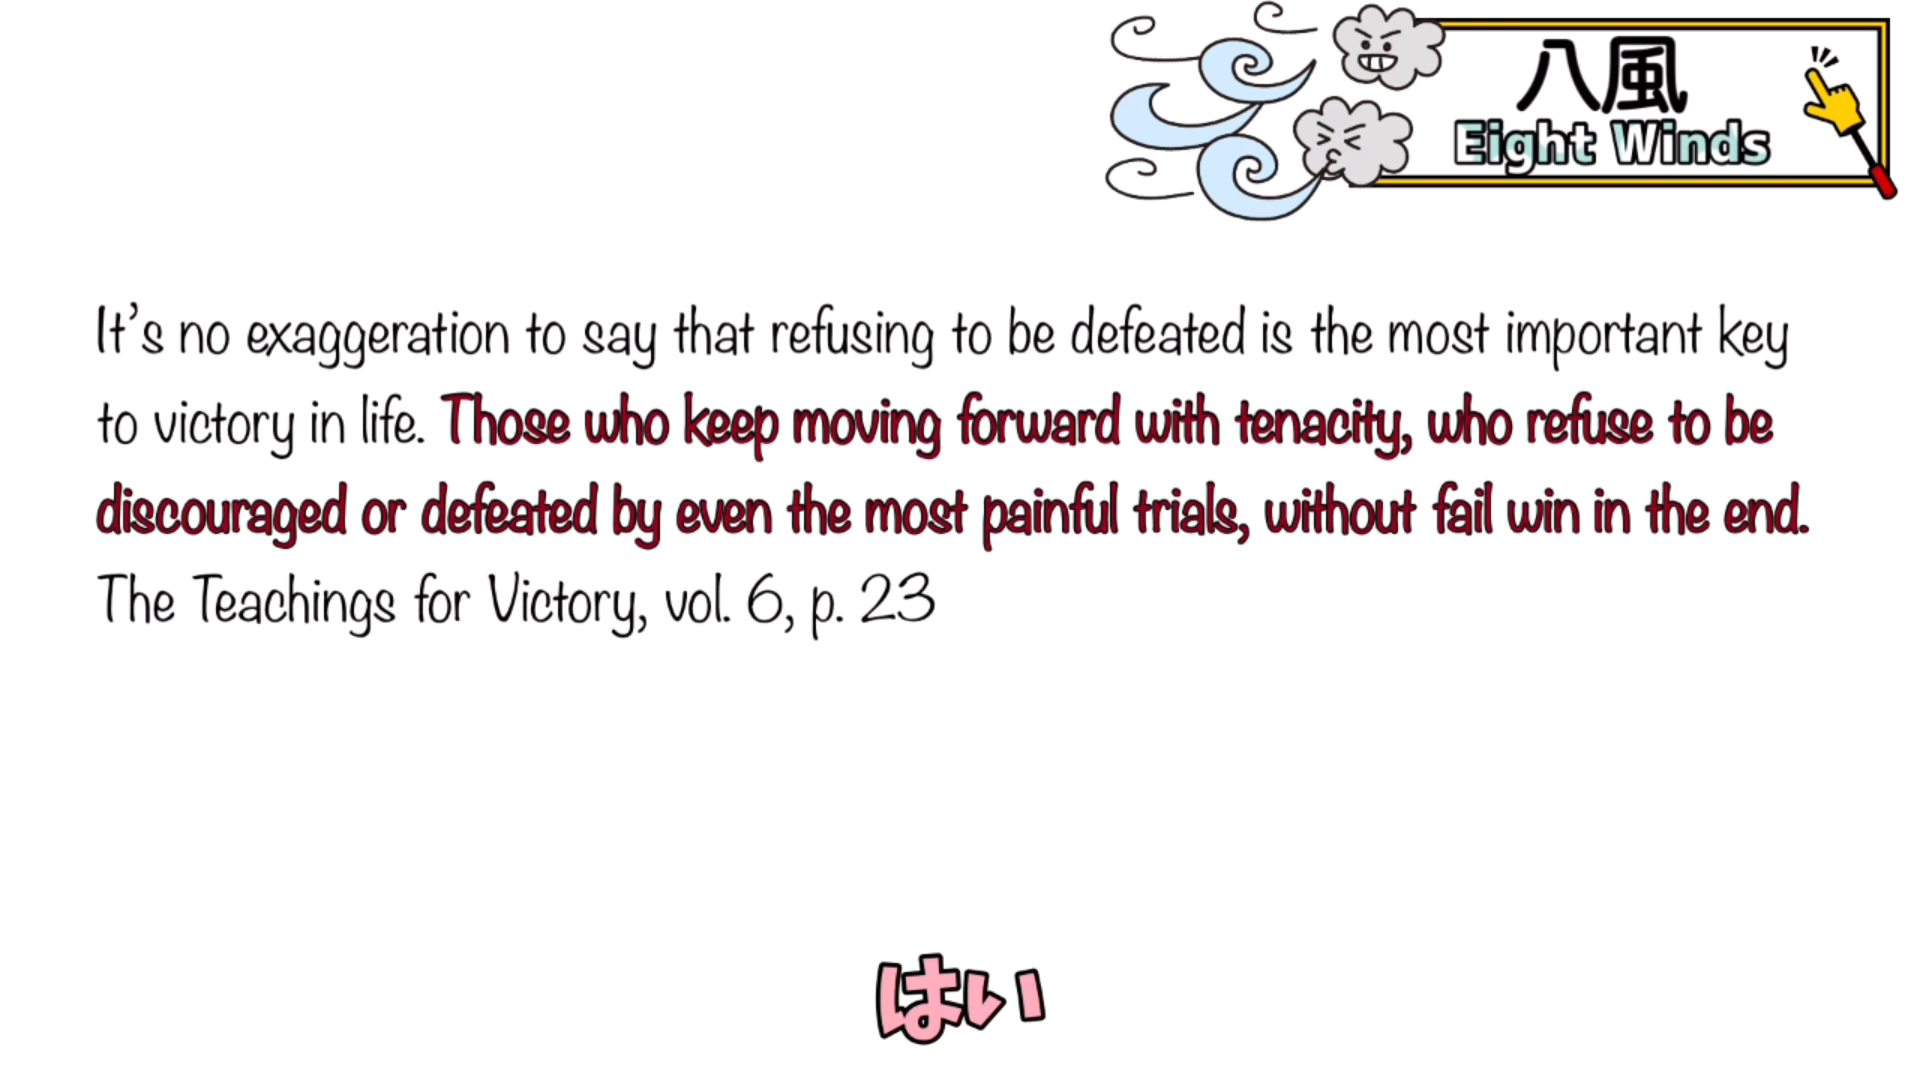 八風
Eight Winds
It’s no exaggeration to say that refusing to be defeated is the most important key
to victory in life. Those who keep moving forward with tenacity, who refuse to be
discouraged or defeated by even the most painful trials, without fail win in the end.
The Teachings for Victory, vol. 6, p. 23
はい